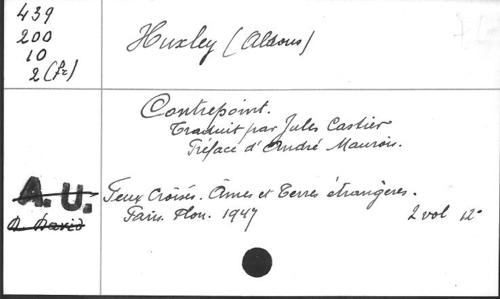 439
200
10
2 (fr)
Huxley (Aldous)
Contrepoint.
Traduit par Jules Castier
Préface d'André Maurois.
A.U.
A. David
Feux Croisés. Âmes et Terres étrangères.
Paris. Plon. 1947 2 vol 12°